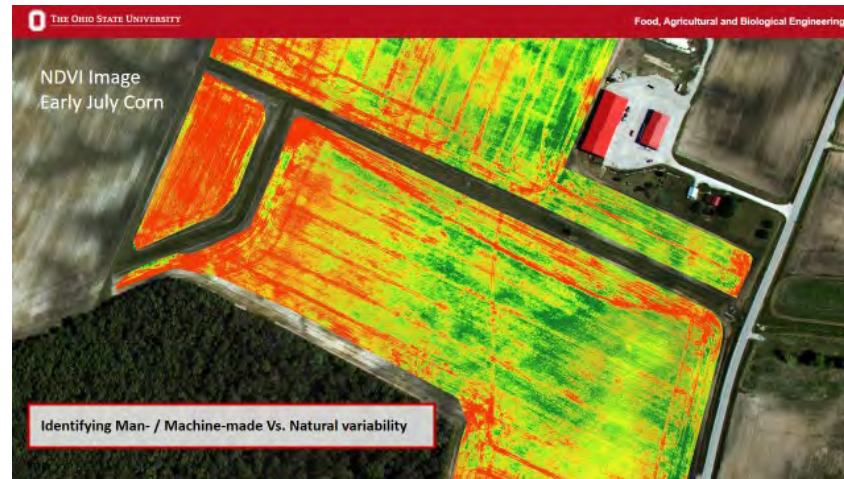 THE OHIO STATE UNIVERSITY
Food, Agricultural and Biological Engineering
NDVI Image
Early July Corn
Identifying Man- / Machine-made Vs. Natural variability